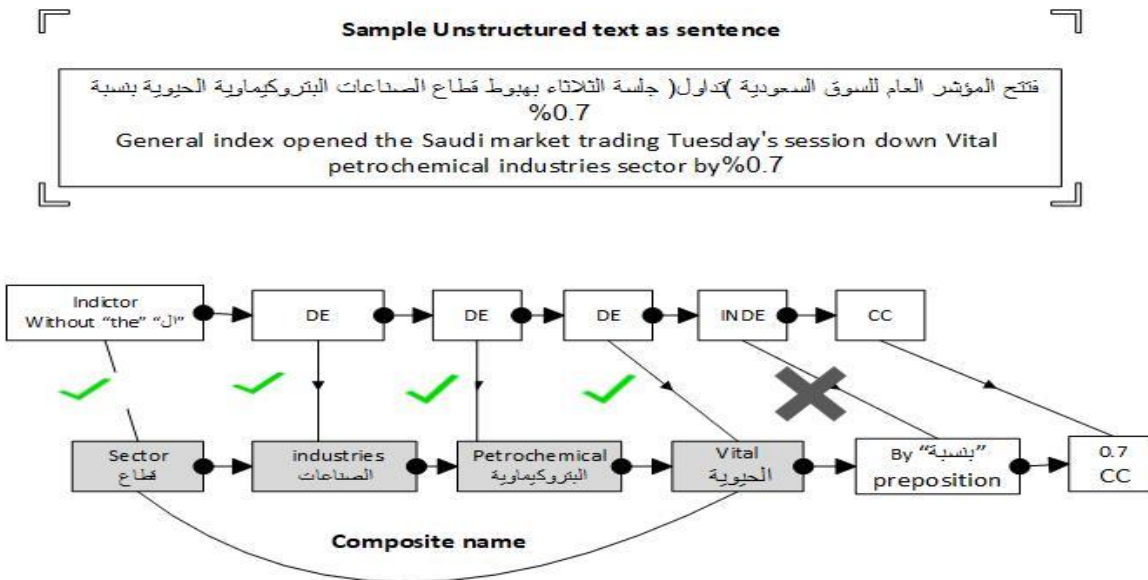 Sample Unstructured text as sentence
فتتح المؤشر العام للسوق السعودية )تداول( جلسة الثلاثاء بهبوط قطاع الصناعات البتروكيماوية الحيوية بنسبة
%0.7
General index opened the Saudi market trading Tuesday's session down Vital
petrochemical industries sector by%0.7
Indictor
Without "the" "ال"
DE
DE
DE
INDE
CC
Sector
قطاع
industries
الصناعات
Petrochemical
البتروكيماوية
Vital
الحيوية
By "بنسبة"
preposition
0.7
CC
Composite name